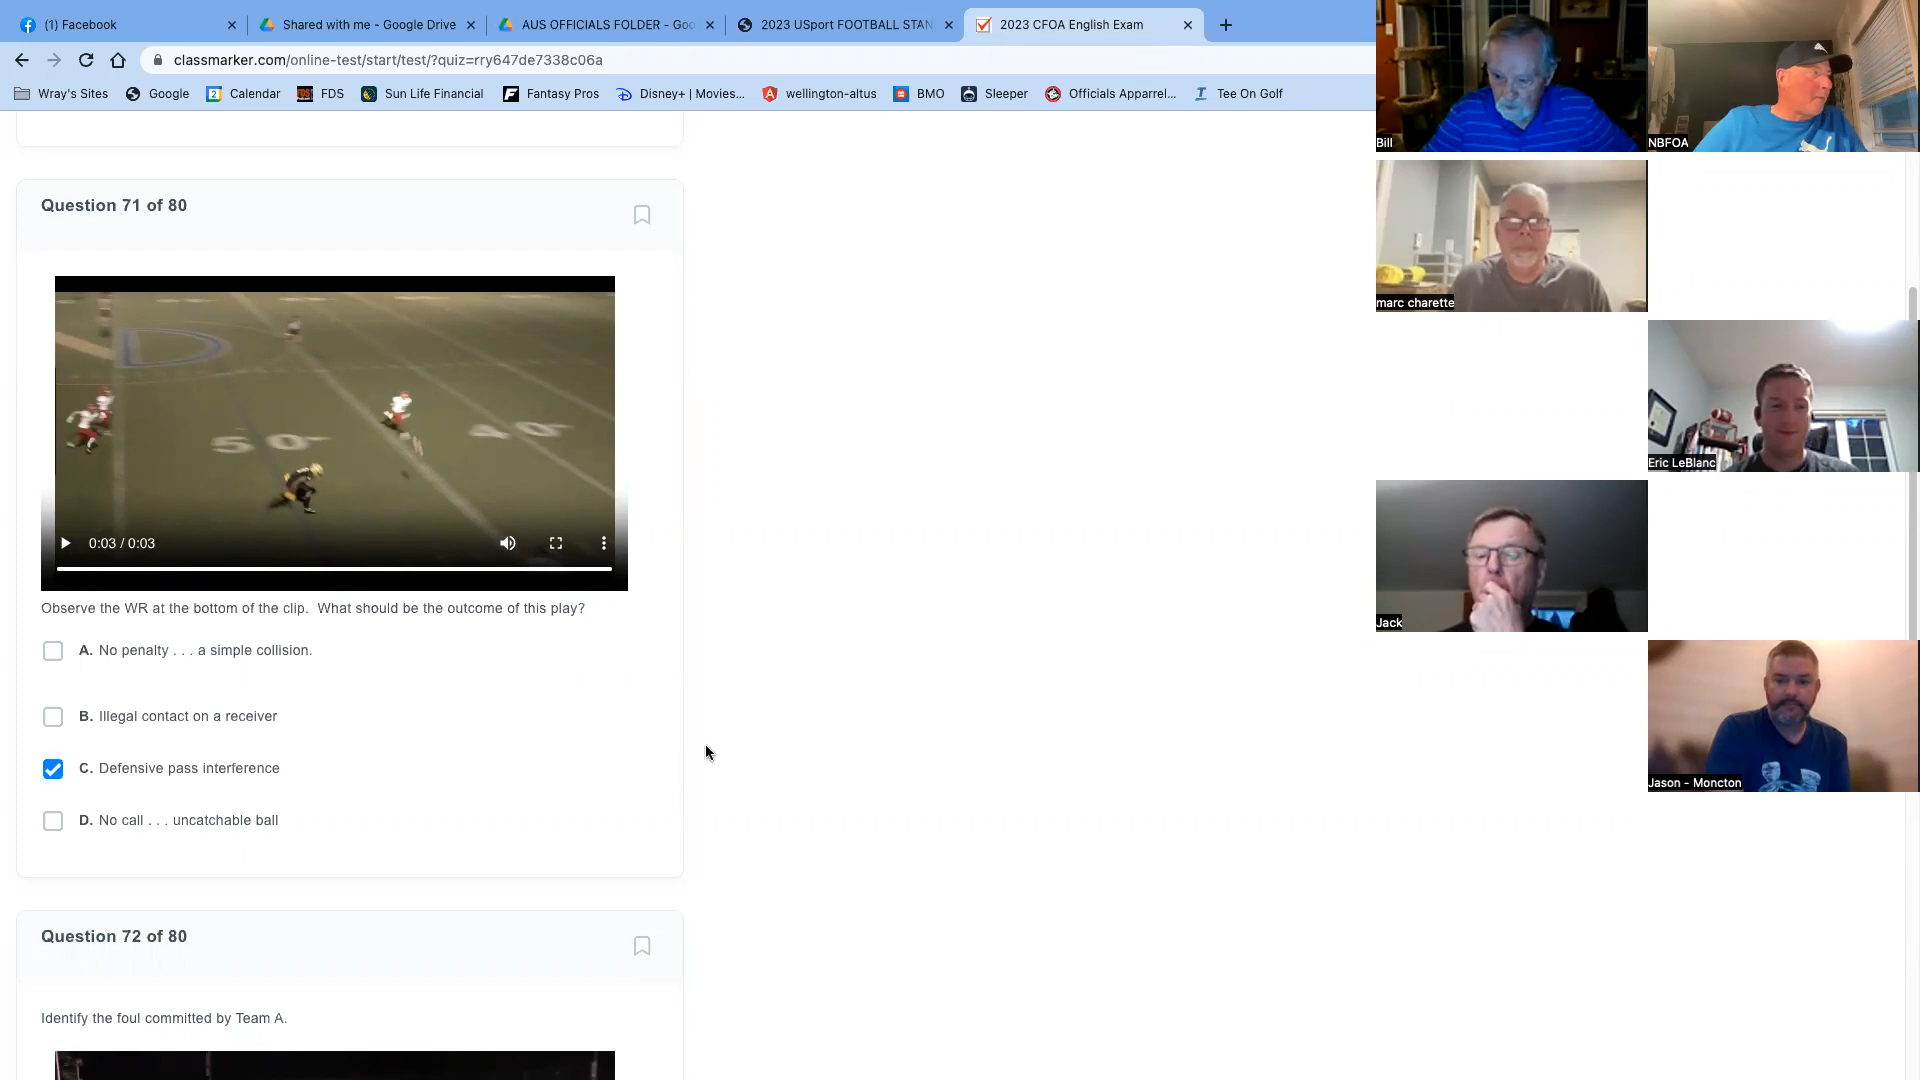 (1) Facebook
Shared with me - Google Drive
AUS OFFICIALS FOLDER - Goo
2023 USport FOOTBALL STAN
2023 CFOA English Exam
classmarker.com/online-test/start/test/?quiz=rry647de7338c06a
Wray's Sites
Google
Calendar
FDS
Sun Life Financial
Fantasy Pros
Disney+ | Movies...
wellington-altus
BMO
Sleeper
Officials Apparrel...
Tee On Golf
Question 71 of 80
D
50
40
0:03 / 0:03
Observe the WR at the bottom of the clip. What should be the outcome of this play?
A. No penalty . . . a simple collision.
B. Illegal contact on a receiver
C. Defensive pass interference
D. No call . . . uncatchable ball
Question 72 of 80
Identify the foul committed by Team A.
Bill
NBFOA
marc charette
Eric LeBlanc
Jack
Jason - Moncton